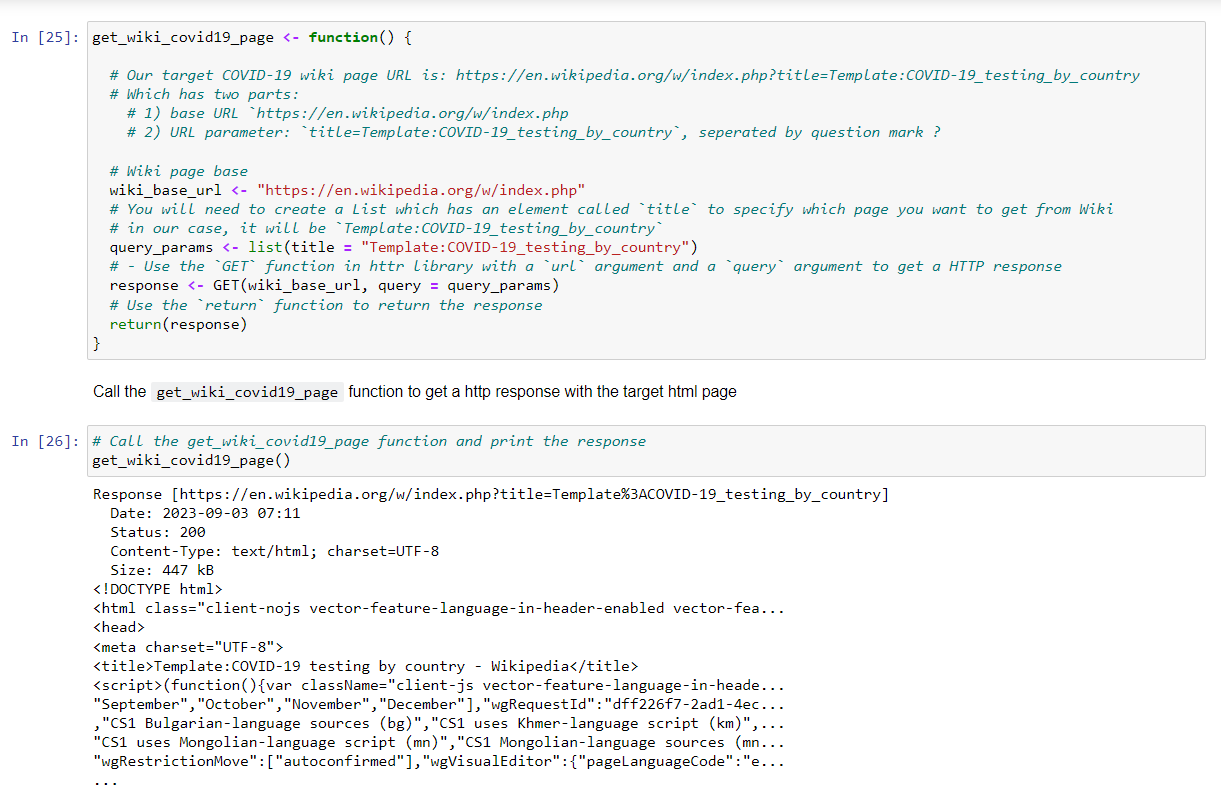 In [25]: get_wiki_covid19_page <- function() {
# Our target COVID-19 wiki page URL is: https://en.wikipedia.org/w/index.php?title=Template:COVID-19_testing_by_country
# Which has two parts:
# 1) base URL `https://en.wikipedia.org/w/index.php
# 2) URL parameter: `title=Template:COVID-19_testing_by_country`, seperated by question mark ?
# Wiki page base
wiki_base_url <- "https://en.wikipedia.org/w/index.php"
# You will need to create a List which has an element called `title` to specify which page you want to get from Wiki
# in our case, it will be `Template:COVID-19_testing_by_country`
query_params <- list(title = "Template:COVID-19_testing_by_country")
# - Use the `GET` function in httr library with a `url` argument and a `query` argument to get a HTTP response
response <- GET(wiki_base_url, query = query_params)
# Use the `return` function to return the response
return(response)
}
Call the get_wiki_covid19_page function to get a http response with the target html page
In [26]: # Call the get_wiki_covid19_page function and print the response
get_wiki_covid19_page()
Response [https://en.wikipedia.org/w/index.php?title=Template%3ACOVID-19_testing_by_country]
Date: 2023-09-03 07:11
Status: 200
Content-Type: text/html; charset=UTF-8
Size: 447 kB
<!DOCTYPE html>
<html class="client-nojs vector-feature-language-in-header-enabled vector-fea...
<head>
<meta charset="UTF-8">
<title>Template:COVID-19 testing by country - Wikipedia</title>
<script>(function(){var className="client-js vector-feature-language-in-heade...
"September","October","November","December"],"wgRequestId":"dff226f7-2ad1-4ec...
,"CS1 Bulgarian-language sources (bg)","CS1 uses Khmer-language script (km)",...
"CS1 uses Mongolian-language script (mn)","CS1 Mongolian-language sources (mn...
"wgRestrictionMove":["autoconfirmed"],"wgVisualEditor":{"pageLanguageCode":"e...
...